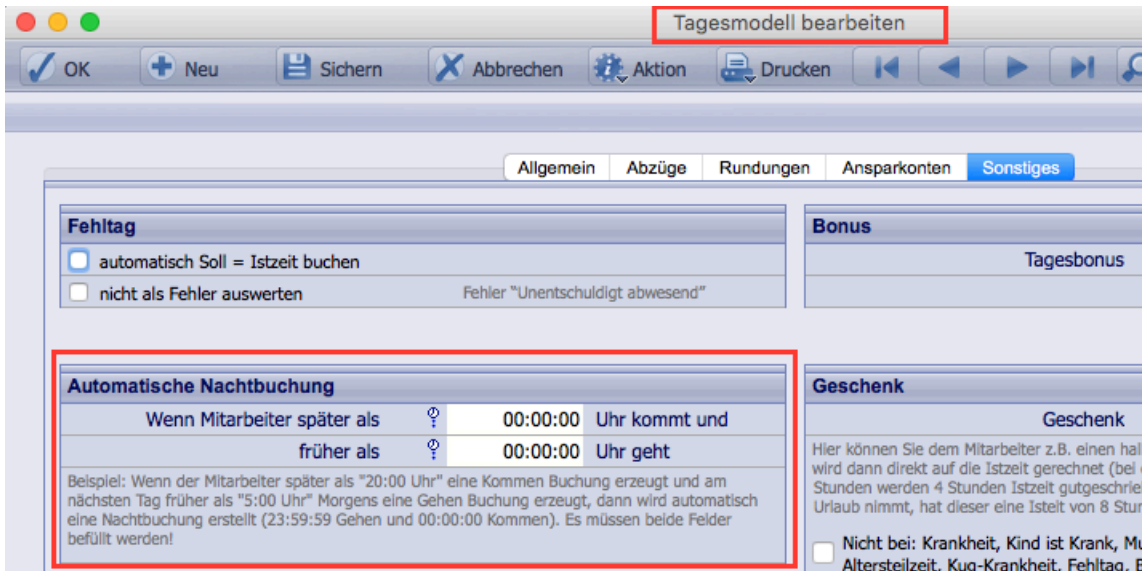 Tagesmodell bearbeiten
OK Neu Sichern Abbrechen Aktion Drucken
Allgemein Abzüge Rundungen Ansparkonten Sonstiges
Fehltag
automatisch Soll = Istzeit buchen
nicht als Fehler auswerten Fehler "Unentschuldigt abwesend"
Bonus
Tagesbonus
Automatische Nachtbuchung
Wenn Mitarbeiter später als 00:00:00 Uhr kommt und
früher als 00:00:00 Uhr geht
Beispiel: Wenn der Mitarbeiter später als "20:00 Uhr" eine Kommen Buchung erzeugt und am
nächsten Tag früher als "5:00 Uhr" Morgens eine Gehen Buchung erzeugt, dann wird automatisch
eine Nachtbuchung erstellt (23:59:59 Gehen und 00:00:00 Kommen). Es müssen beide Felder
befüllt werden!
Geschenk
Geschenk
Hier können Sie dem Mitarbeiter z.B. einen hal
wird dann direkt auf die Istzeit gerechnet (bei
Stunden werden 4 Stunden Istzeit gutgeschrie
Urlaub nimmt, hat dieser eine Isteit von 8 Stun
Nicht bei: Krankheit, Kind ist Krank, Mu
Altersteilzeit, Kug-Krankheit, Fehltag,